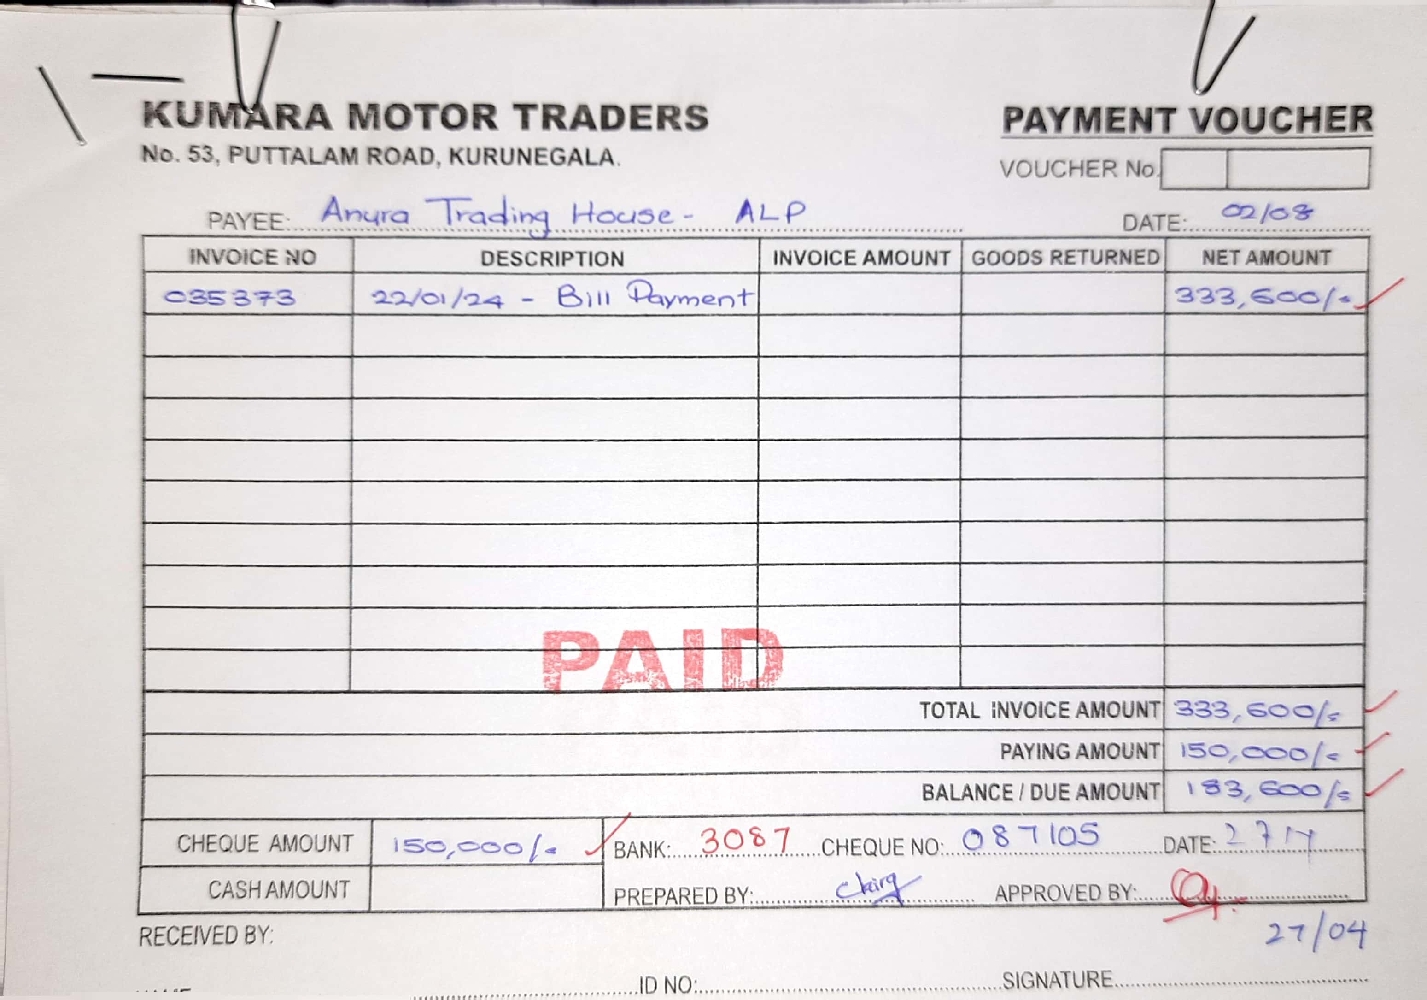 KUMARA MOTOR TRADERS
No. 53, PUTTALAM ROAD, KURUNEGALA.
PAYMENT VOUCHER
VOUCHER No.
PAYEE: Anura Trading House - ALP
DATE: 02/08
INVOICE NO DESCRIPTION INVOICE AMOUNT GOODS RETURNED NET AMOUNT
035373 22/01/24 - Bill Payment 333,600/=
PAID
TOTAL INVOICE AMOUNT 333,600/=
PAYING AMOUNT 150,000/=
BALANCE / DUE AMOUNT 183,600/=
CHEQUE AMOUNT 150,000/= BANK: 3087 CHEQUE NO: 087105 DATE:
CASH AMOUNT PREPARED BY: APPROVED BY:
RECEIVED BY: 27/04
ID NO: SIGNATURE